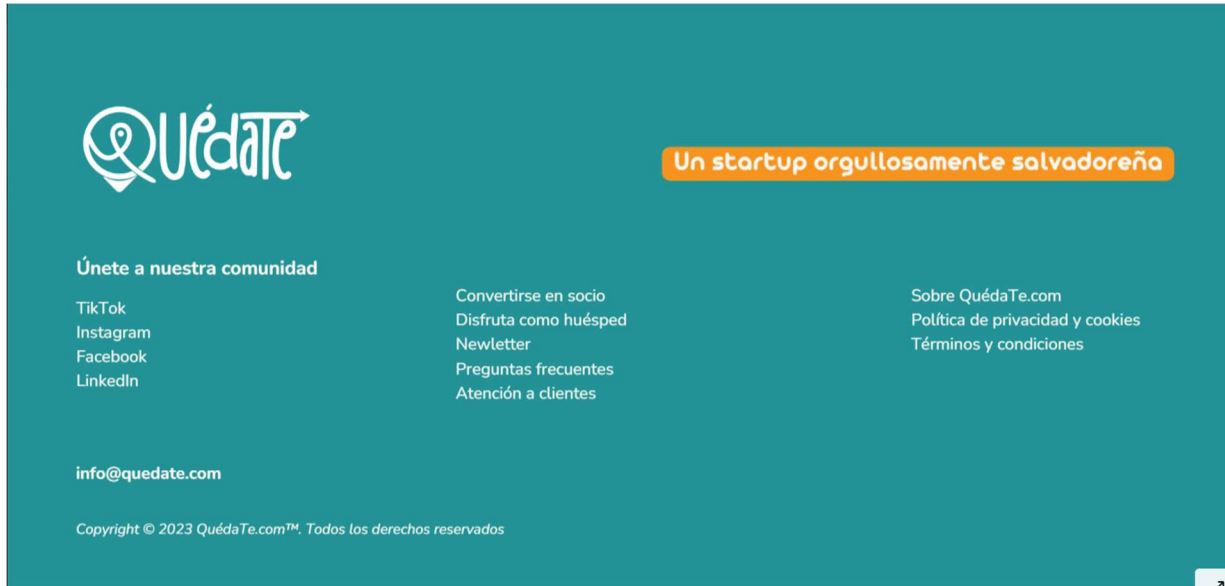 QUédaTe
Un startup orgullosamente salvadoreña
Únete a nuestra comunidad
TikTok
Instagram
Facebook
LinkedIn
Convertirse en socio
Disfruta como huésped
Newletter
Preguntas frecuentes
Atención a clientes
Sobre QuédaTe.com
Política de privacidad y cookies
Términos y condiciones
info@quedate.com
Copyright © 2023 QuédaTe.com™. Todos los derechos reservados